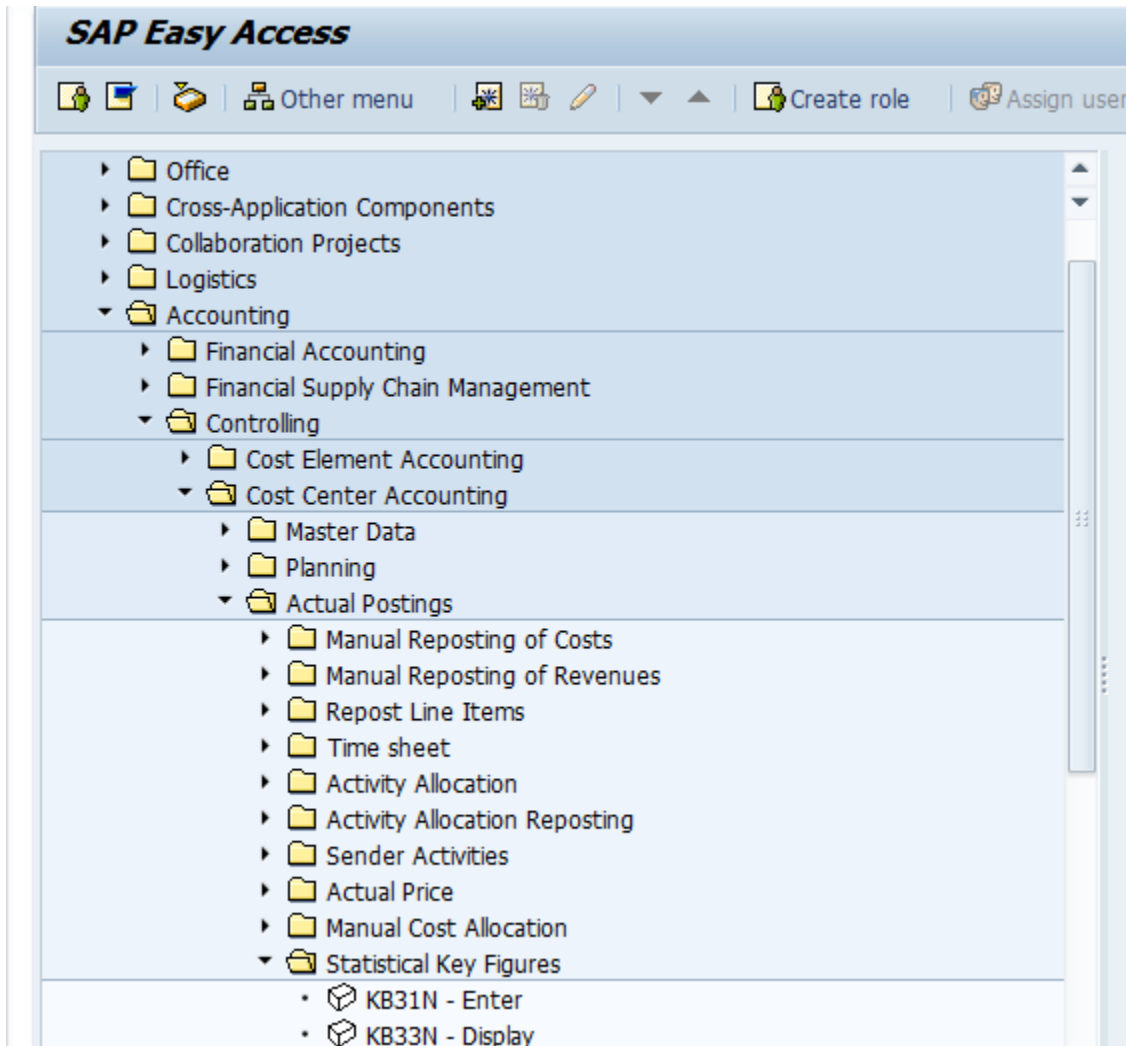 SAP Easy Access
Other menu Create role Assign user
Office
Cross-Application Components
Collaboration Projects
Logistics
Accounting
Financial Accounting
Financial Supply Chain Management
Controlling
Cost Element Accounting
Cost Center Accounting
Master Data
Planning
Actual Postings
Manual Reposting of Costs
Manual Reposting of Revenues
Repost Line Items
Time sheet
Activity Allocation
Activity Allocation Reposting
Sender Activities
Actual Price
Manual Cost Allocation
Statistical Key Figures
KB31N - Enter
KB33N - Display